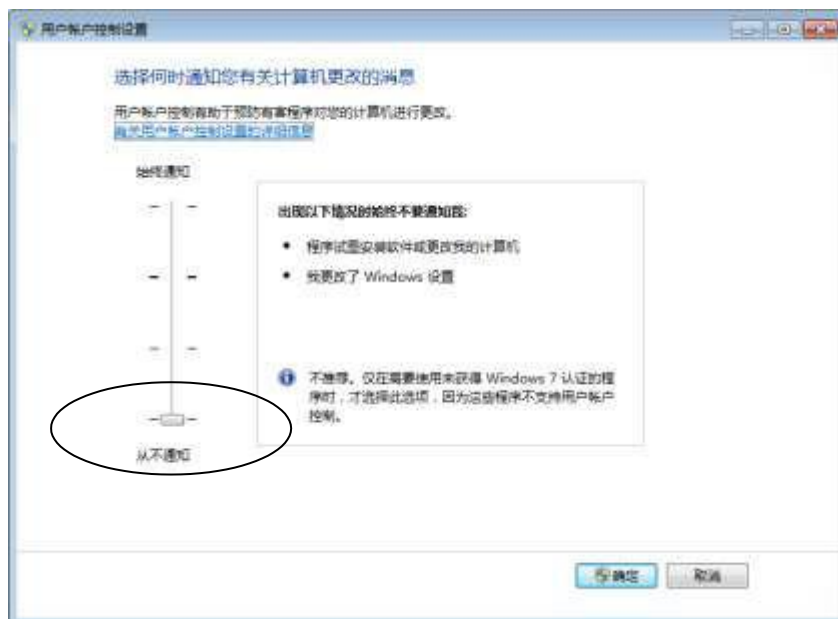 用户帐户控制设置
选择何时通知您有关计算机更改的消息
用户帐户控制有助于预防有害程序对您的计算机进行更改。
有关用户帐户控制设置的详细信息
始终通知
出现以下情况时始终不要通知我:
• 程序试图安装软件或更改我的计算机
• 我更改了 Windows 设置
不推荐。仅在需要使用未获得 Windows 7 认证的程
序时，才选择此选项，因为这些程序不支持用户帐户
控制。
从不通知
确定
取消